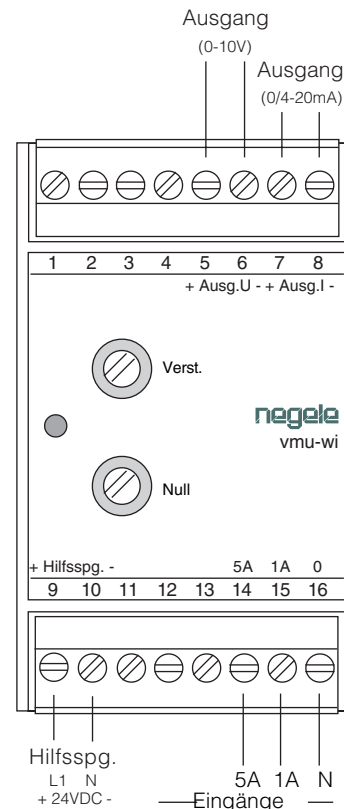 Ausgang
(0-10V)
Ausgang
(0/4-20mA)
1 2 3 4 5 6 7 8
+ Ausg.U - + Ausg.I -
Verst.
negele
vmu-wi
Null
+ Hilfsspg. - 5A 1A 0
9 10 11 12 13 14 15 16
Hilfsspg.
L1 N 5A 1A N
+ 24VDC - Eingänge